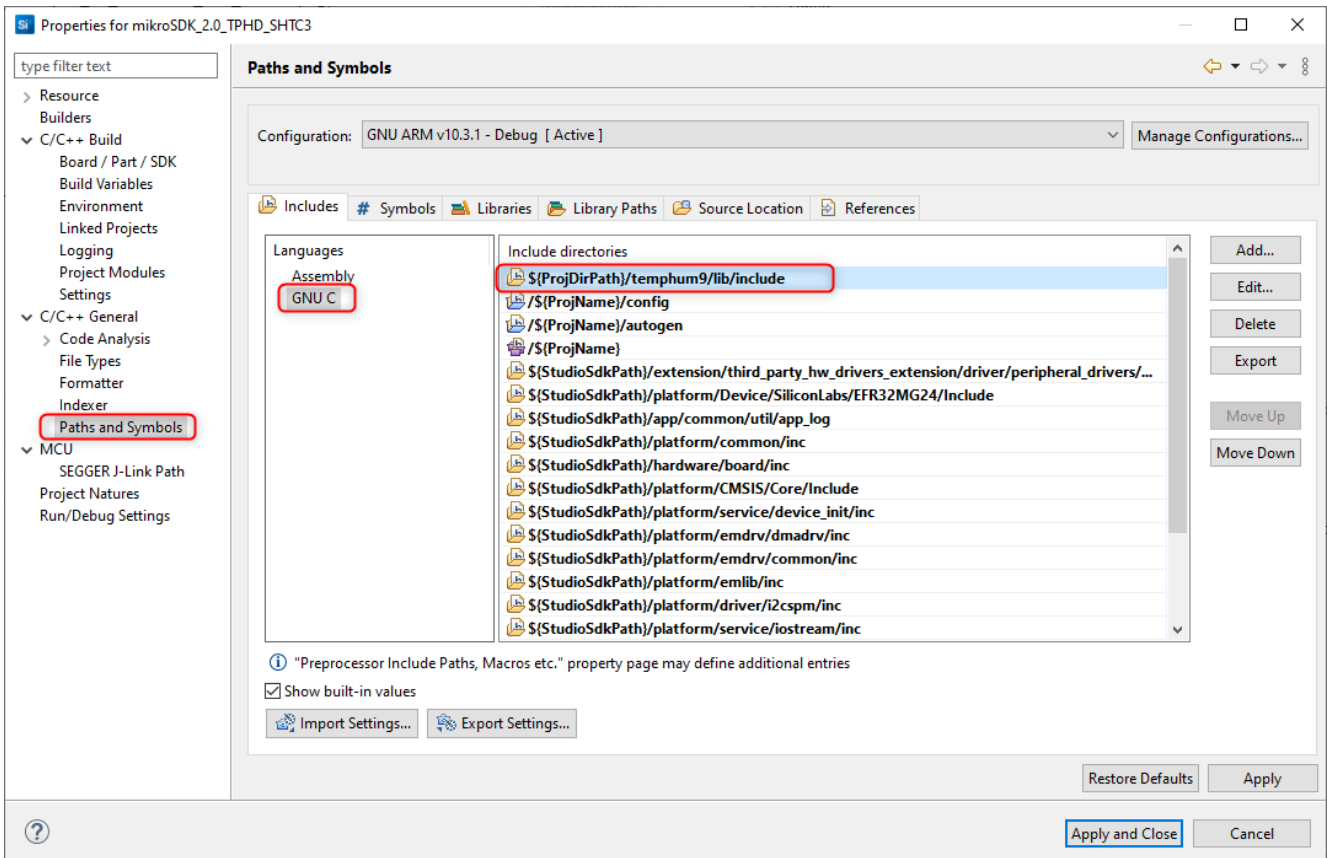 Si Properties for mikroSDK_2.0_TPHD_SHTC3
type filter text
Resource
Builders
C/C++ Build
Board / Part / SDK
Build Variables
Environment
Linked Projects
Logging
Project Modules
Settings
C/C++ General
Code Analysis
File Types
Formatter
Indexer
Paths and Symbols
MCU
SEGGER J-Link Path
Project Natures
Run/Debug Settings
Paths and Symbols
Configuration: GNU ARM v10.3.1 - Debug [ Active ]
Manage Configurations...
Includes # Symbols Libraries Library Paths Source Location References
Languages
Assembly
GNU C
Include directories
${ProjDirPath}/temphum9/lib/include
/${ProjName}/config
/${ProjName}/autogen
/${ProjName}
${StudioSdkPath}/extension/third_party_hw_drivers_extension/driver/peripheral_drivers/...
${StudioSdkPath}/platform/Device/SiliconLabs/EFR32MG24/Include
${StudioSdkPath}/app/common/util/app_log
${StudioSdkPath}/platform/common/inc
${StudioSdkPath}/hardware/board/inc
${StudioSdkPath}/platform/CMSIS/Core/Include
${StudioSdkPath}/platform/service/device_init/inc
${StudioSdkPath}/platform/emdrv/dmadrv/inc
${StudioSdkPath}/platform/emdrv/common/inc
${StudioSdkPath}/platform/emlib/inc
${StudioSdkPath}/platform/driver/i2cspm/inc
${StudioSdkPath}/platform/service/iostream/inc
Add...
Edit...
Delete
Export
Move Up
Move Down
"Preprocessor Include Paths, Macros etc." property page may define additional entries
Show built-in values
Import Settings... Export Settings...
Restore Defaults Apply
Apply and Close Cancel